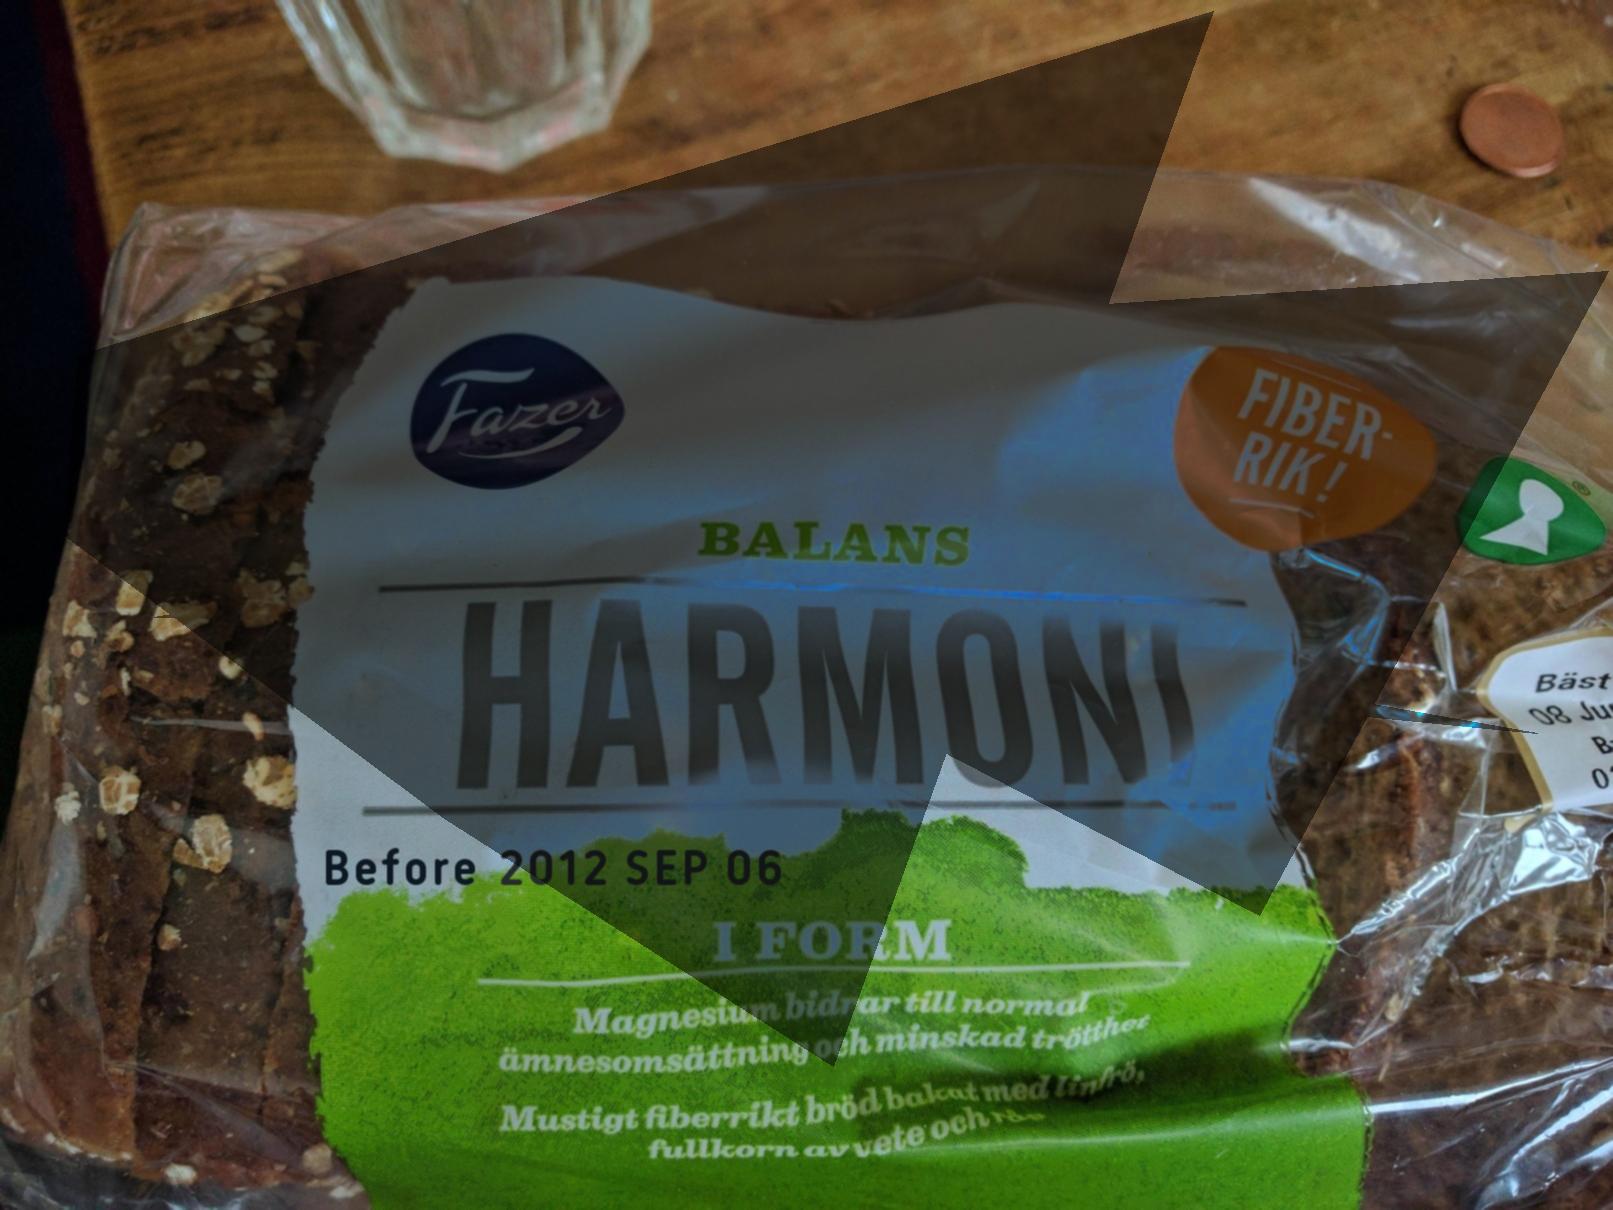 Fazer
FIBER-
RIK!
BALANS
HARMONI
Bäst
08 Ju
Before 2012 SEP 06
I FORM
Magnesium bidrar till normal
ämnesomsättning och minskad trötthet
Mustigt fiberrikt bröd bakat med linfrö,
fullkorn av vete och